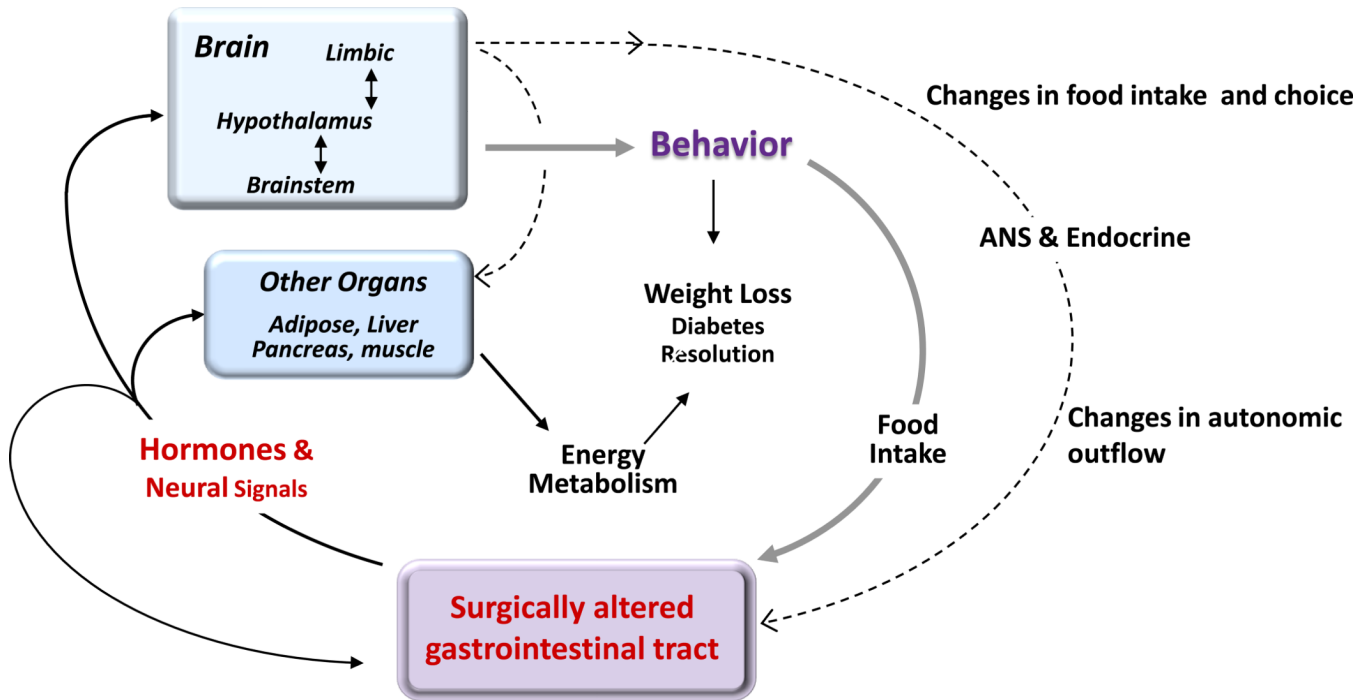 Brain
Limbic
Hypothalamus
Brainstem
Changes in food intake and choice
Behavior
ANS & Endocrine
Other Organs
Adipose, Liver
Pancreas, muscle
Weight Loss
Diabetes
Resolution
Changes in autonomic
outflow
Food
Intake
Hormones &
Neural Signals
Energy
Metabolism
Surgically altered
gastrointestinal tract